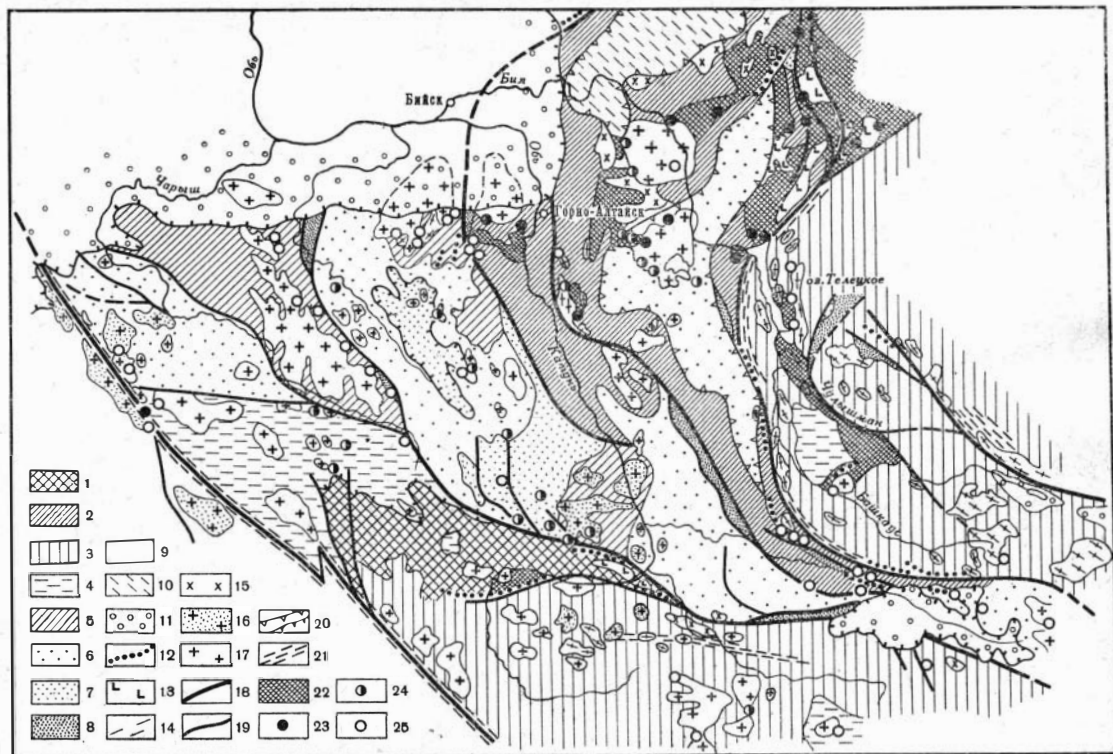 Обь
Бия
Бийск
Обь
Чарыш
Горно-Алтайск
оз. Телецкое
Катунь
Чулышман
Башкаус
1
2
3 9
4 10 15
5 11 16 20
6 12 17 21
7 13 18 22 24
8 14 19 23 25